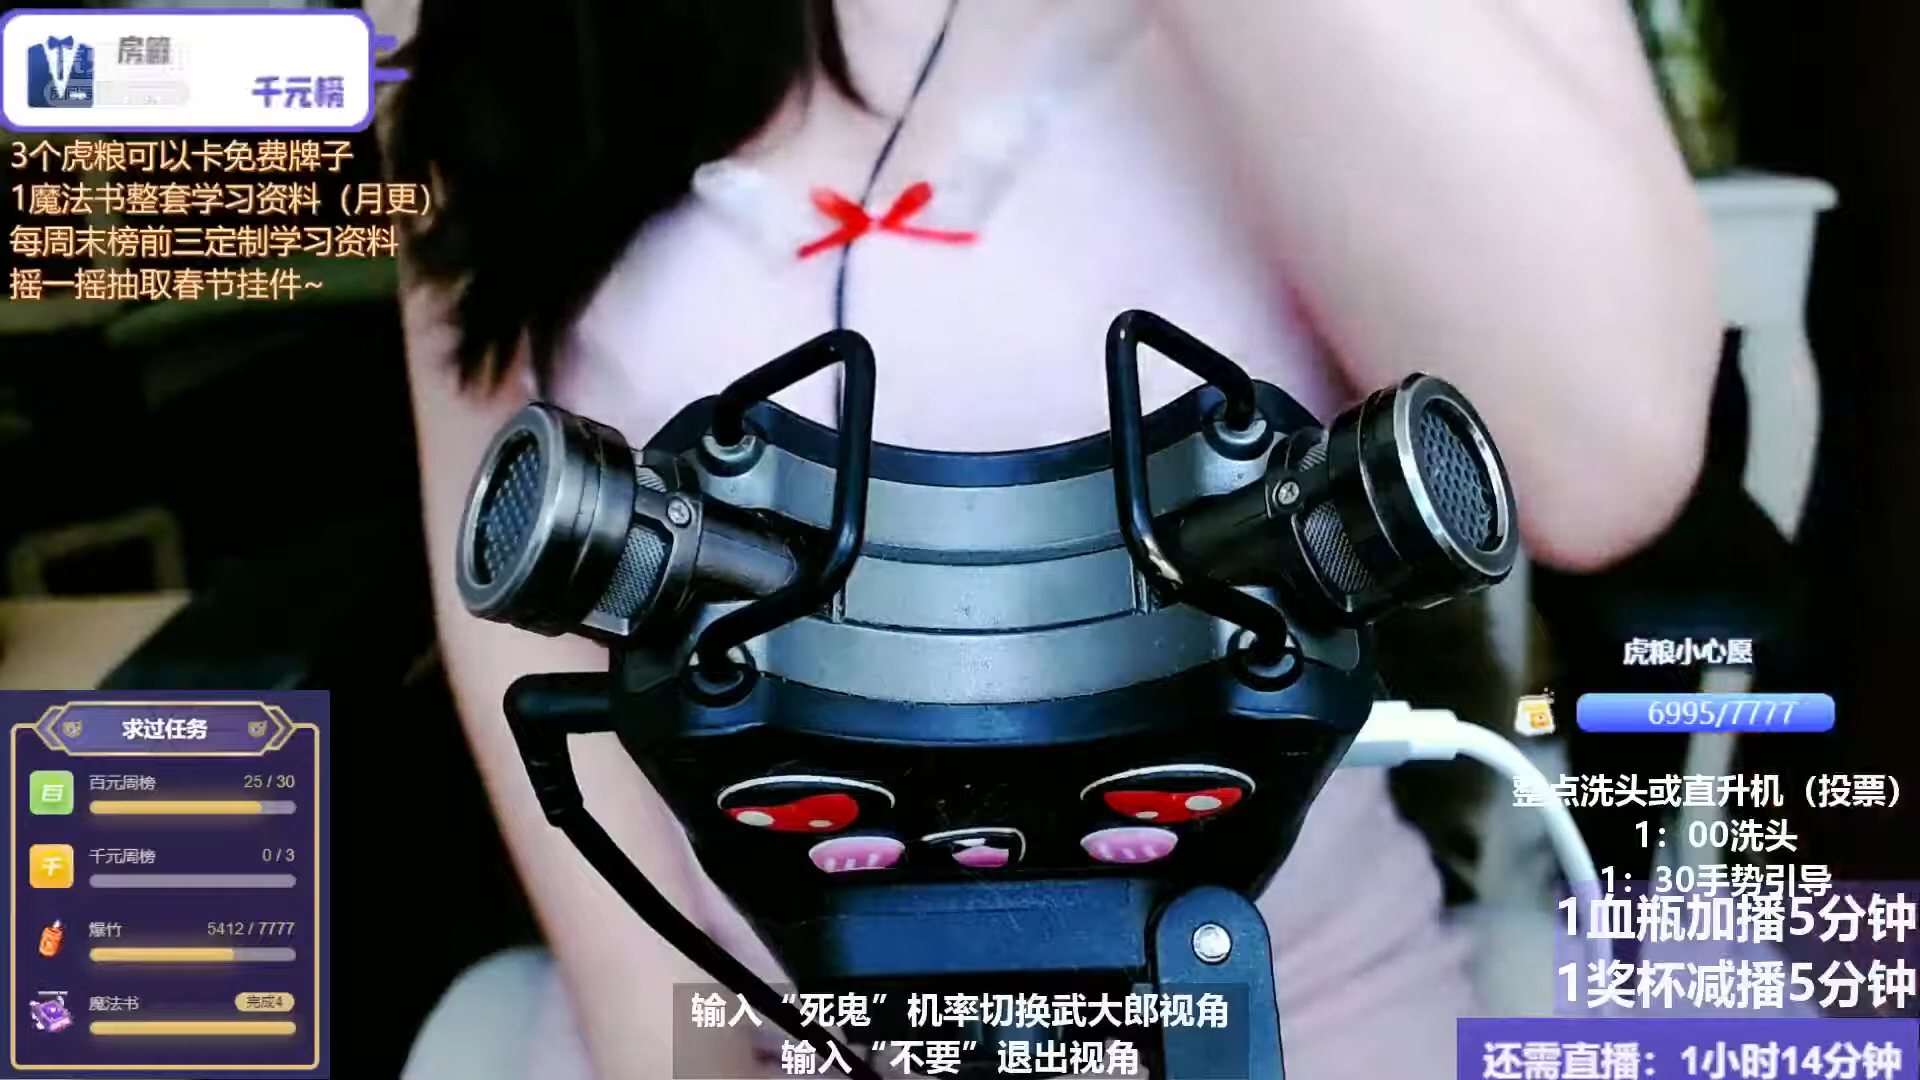 房管
千元榜
3个虎粮可以卡免费牌子
1魔法书整套学习资料（月更）
每周末榜前三定制学习资料
摇一摇抽取春节挂件~
求过任务
百
百元周榜
25 / 30
千
千元周榜
0 / 3
爆竹
5412 / 7777
魔法书
完成4
虎粮小心愿
6995/7777
整点洗头或直升机（投票）
1：00洗头
1：30手势引导
1血瓶加播5分钟
1奖杯减播5分钟
还需直播：1小时14分钟
输入“死鬼”机率切换武大郎视角
输入“不要”退出视角